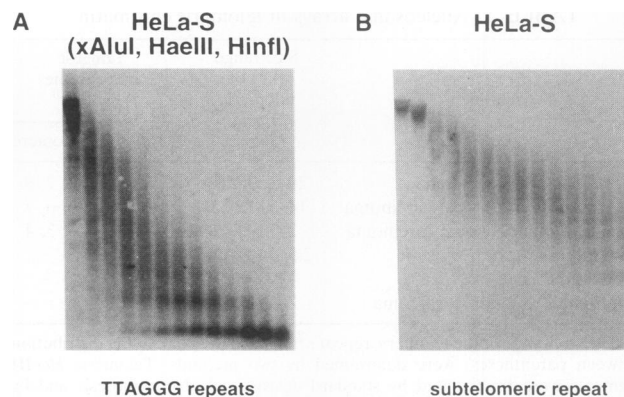 A
HeLa-S
(xAluI, HaeIII, HinfI)
TTAGGG repeats
B
HeLa-S
subtelomeric repeat